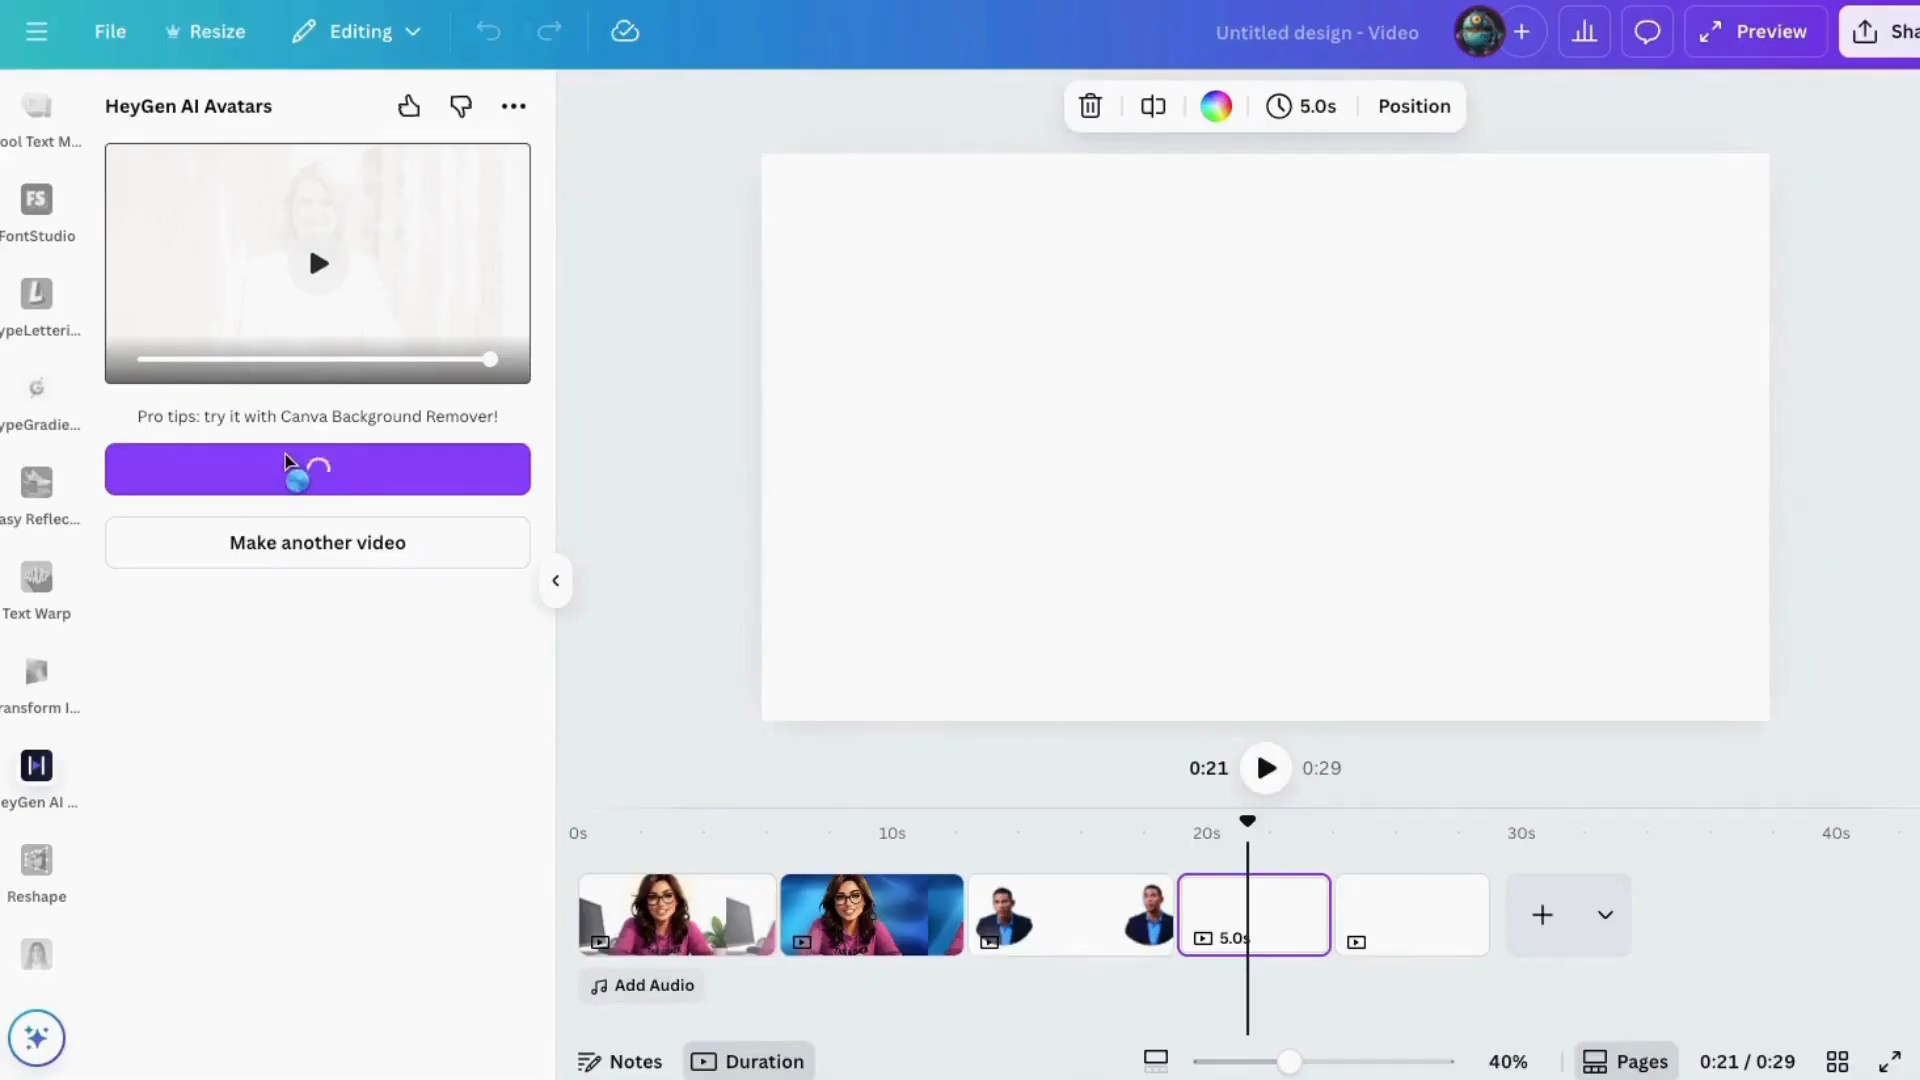 File
Resize
Editing
Untitled design - Video
Preview
Sha
HeyGen AI Avatars
5.0s
Position
ool Text M...
FS
FontStudio
L
ypeLetteri...
G
ypeGradie...
asy Reflec...
Text Warp
ransform I...
eyGen AI ...
Reshape
Pro tips: try it with Canva Background Remover!
Make another video
0:21
0:29
0s
10s
20s
30s
40s
5.0s
Add Audio
Notes
Duration
40%
Pages
0:21 / 0:29